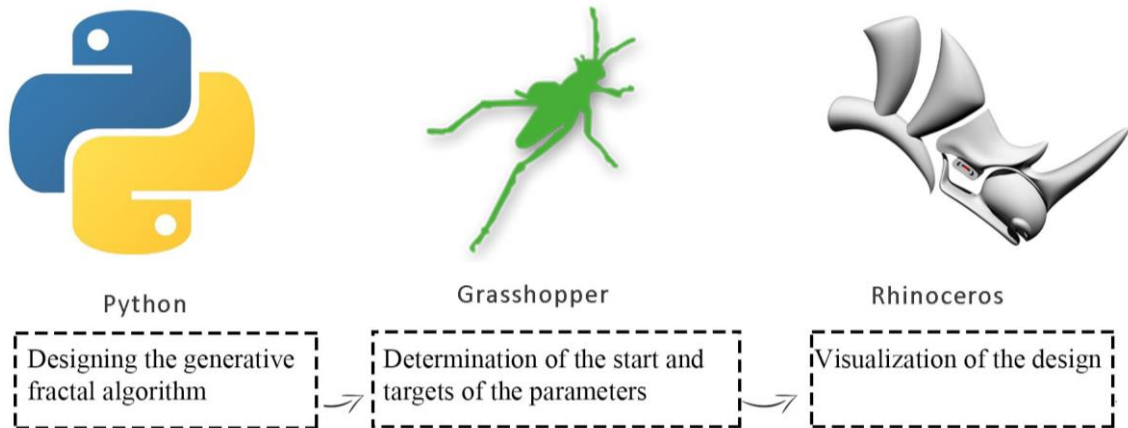 Python
Grasshopper
Rhinoceros
Designing the generative
fractal algorithm
Determination of the start and
targets of the parameters
Visualization of the design